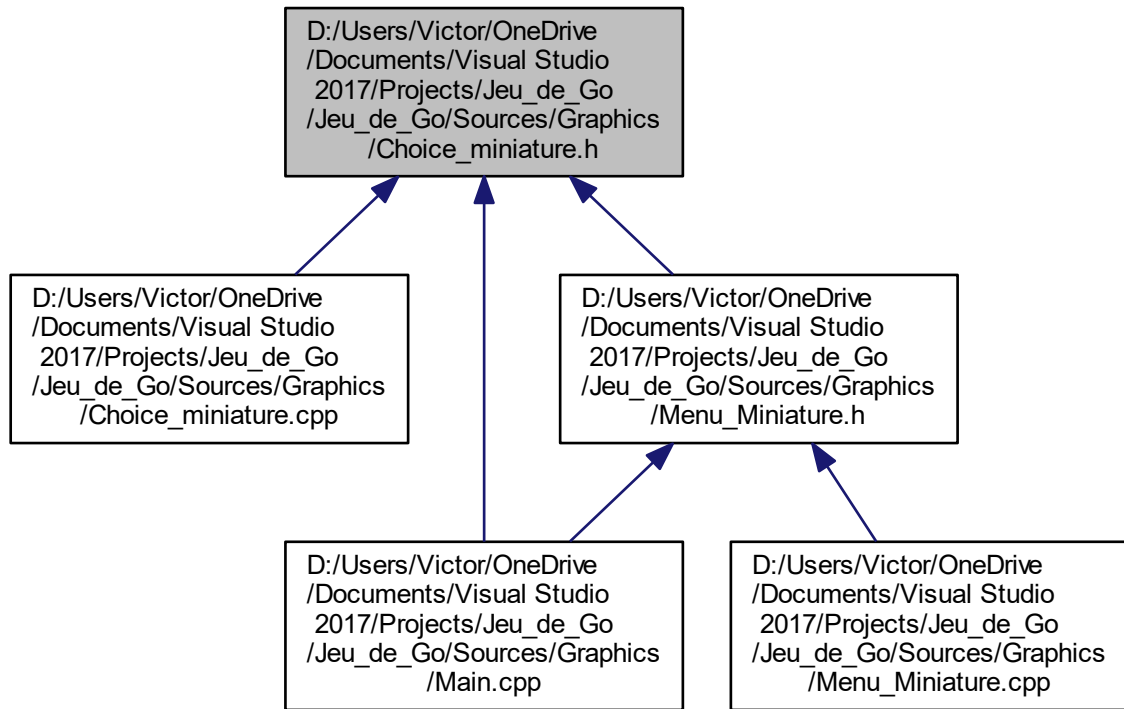 D:/Users/Victor/OneDrive
/Documents/Visual Studio
2017/Projects/Jeu_de_Go
/Jeu_de_Go/Sources/Graphics
/Choice_miniature.h
D:/Users/Victor/OneDrive
/Documents/Visual Studio
2017/Projects/Jeu_de_Go
/Jeu_de_Go/Sources/Graphics
/Choice_miniature.cpp
D:/Users/Victor/OneDrive
/Documents/Visual Studio
2017/Projects/Jeu_de_Go
/Jeu_de_Go/Sources/Graphics
/Menu_Miniature.h
D:/Users/Victor/OneDrive
/Documents/Visual Studio
2017/Projects/Jeu_de_Go
/Jeu_de_Go/Sources/Graphics
/Main.cpp
D:/Users/Victor/OneDrive
/Documents/Visual Studio
2017/Projects/Jeu_de_Go
/Jeu_de_Go/Sources/Graphics
/Menu_Miniature.cpp